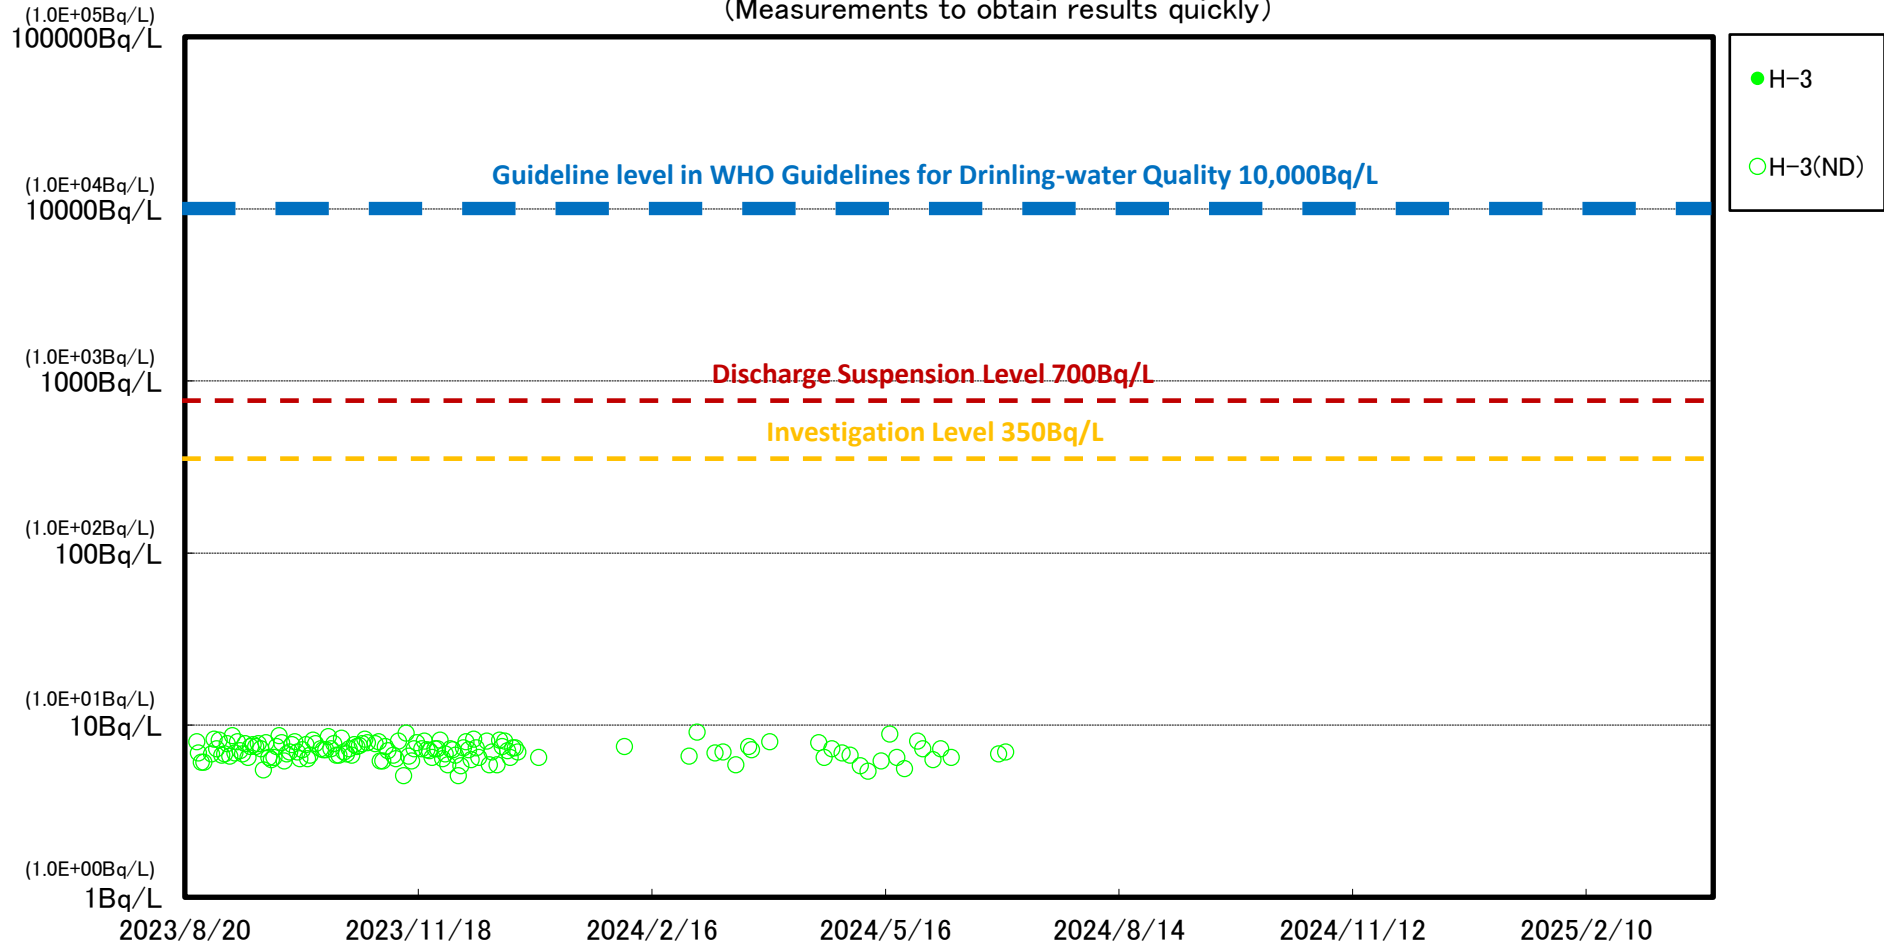 (Measurements to obtain results quickly)
(1.0E+05Bq/L)
100000Bq/L
H-3
H-3(ND)
Guideline level in WHO Guidelines for Drinling-water Quality 10,000Bq/L
(1.0E+04Bq/L)
10000Bq/L
(1.0E+03Bq/L)
1000Bq/L
Discharge Suspension Level 700Bq/L
Investigation Level 350Bq/L
(1.0E+02Bq/L)
100Bq/L
(1.0E+01Bq/L)
10Bq/L
(1.0E+00Bq/L)
1Bq/L
2023/8/20 2023/11/18 2024/2/16 2024/5/16 2024/8/14 2024/11/12 2025/2/10